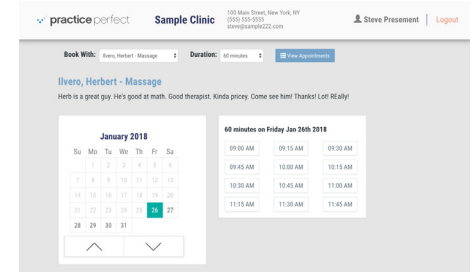 practiceperfect
Sample Clinic
100 Main Street, New York, NY
(555) 555-5555
steve@sample222.com
Steve Presement
Logout
Book With: Ilvero, Herbert - Massage Duration: 60 minutes View Appointments
Ilvero, Herbert - Massage
Herb is a great guy. He's good at math. Good therapist. Kinda pricey. Come see him! Thanks! Lot! REally!
January 2018
Su Mo Tu We Th Fr Sa
1 2 3 4 5 6
7 8 9 10 11 12 13
14 15 16 17 18 19 20
21 22 23 24 25 26 27
28 29 30 31
60 minutes on Friday Jan 26th 2018
09:00 AM 09:15 AM 09:30 AM
09:45 AM 10:00 AM 10:15 AM
10:30 AM 10:45 AM 11:00 AM
11:15 AM 11:30 AM 11:45 AM